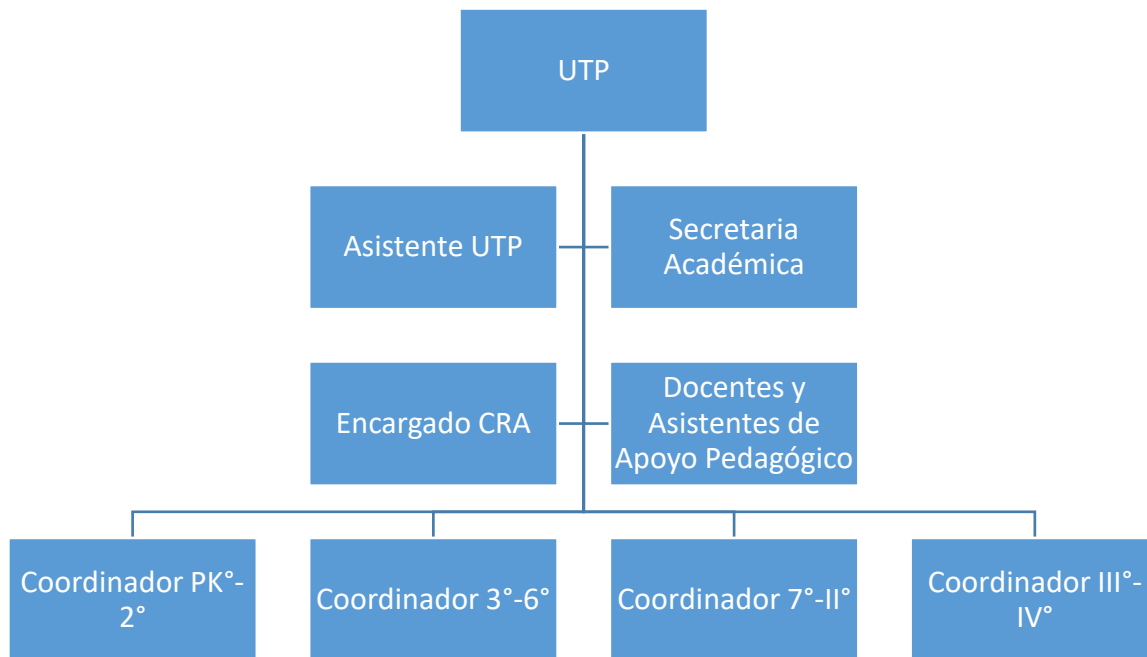 UTP
Asistente UTP
Secretaria
Académica
Encargado CRA
Docentes y
Asistentes de
Apoyo Pedagógico
Coordinador PK°-
2°
Coordinador 3°-6°
Coordinador 7°-II°
Coordinador III°-
IV°